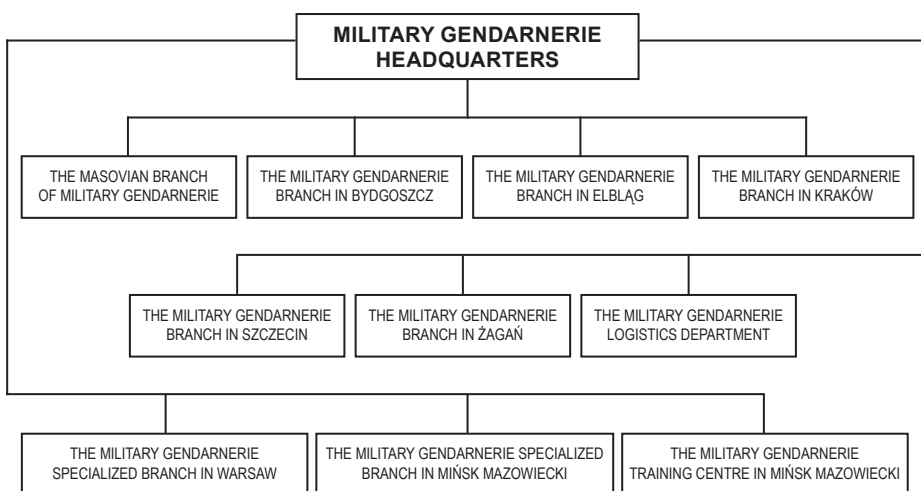 MILITARY GENDARNERIE
HEADQUARTERS
THE MASOVIAN BRANCH
OF MILITARY GENDARNERIE
THE MILITARY GENDARNERIE
BRANCH IN BYDGOSZCZ
THE MILITARY GENDARNERIE
BRANCH IN ELBLĄG
THE MILITARY GENDARNERIE
BRANCH IN KRAKÓW
THE MILITARY GENDARNERIE
BRANCH IN SZCZECIN
THE MILITARY GENDARNERIE
BRANCH IN ŻAGAŃ
THE MILITARY GENDARNERIE
LOGISTICS DEPARTMENT
THE MILITARY GENDARNERIE
SPECIALIZED BRANCH IN WARSAW
THE MILITARY GENDARNERIE SPECIALIZED
BRANCH IN MIŃSK MAZOWIECKI
THE MILITARY GENDARNERIE
TRAINING CENTRE IN MIŃSK MAZOWIECKI